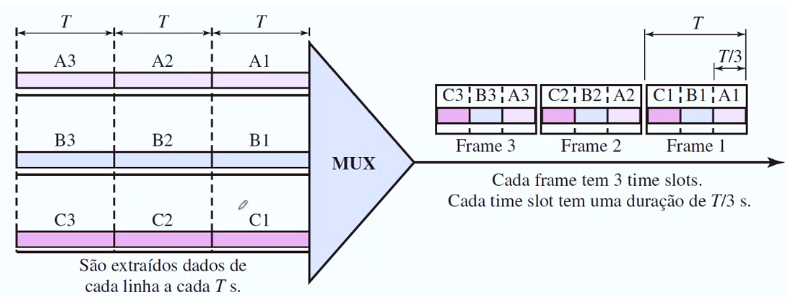 T T T
A3 A2 A1
B3 B2 B1
C3 C2 C1
São extraídos dados de
cada linha a cada T s.
MUX
T
T/3
C3 B3 A3 C2 B2 A2 C1 B1 A1
Frame 3 Frame 2 Frame 1
Cada frame tem 3 time slots.
Cada time slot tem uma duração de T/3 s.